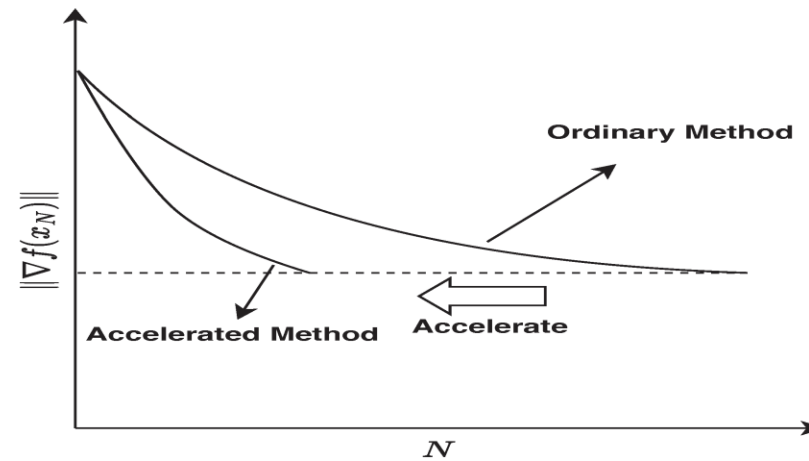 Ordinary Method
‖∇f(x_N)‖
Accelerated Method
Accelerate
N